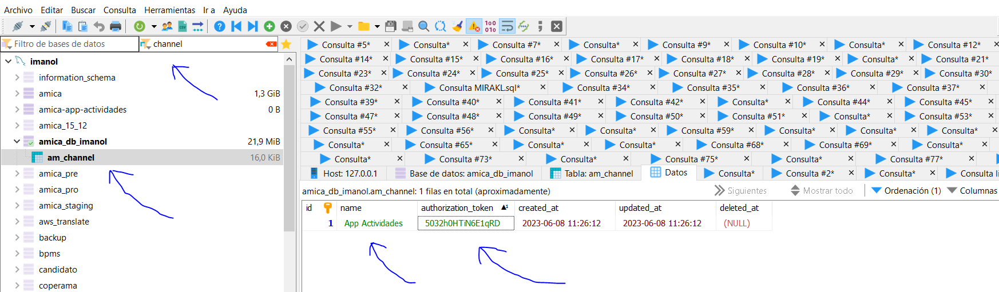 Archivo Editar Buscar Consulta Herramientas Ir a Ayuda
Filtro de bases de datos channel
imanol
information_schema
amica 1,3 GiB
amica-app-actividades 0 B
amica_15_12
amica_db_imanol 21,9 MiB
am_channel 16,0 KiB
amica_pre
amica_pro
amica_staging
aws_translate
backup
bpms
candidato
coperama
Consulta #5* Consulta* Consulta #7* Consulta* Consulta #9* Consulta #10* Consulta* Consulta #12*
Consulta #14* Consulta #15* Consulta #16* Consulta #17* Consulta #18* Consulta #19* Consulta* Consulta #21*
Consulta #23* Consulta #24* Consulta #25* Consulta #26* Consulta #27* Consulta #28* Consulta #29* Consulta #30*
Consulta #32* Consulta MIRAKL.sql* Consulta #34* Consulta #35* Consulta #36* Consulta #37*
Consulta #39* Consulta #40* Consulta #41* Consulta #42* Consulta* Consulta #44* Consulta #45*
Consulta #47* Consulta #48* Consulta #49* Consulta #50* Consulta #51* Consulta* Consulta #53*
Consulta #55* Consulta #56* Consulta* Consulta* Consulta #59* Consulta* Consulta*
Consulta* Consulta #65* Consulta* Consulta* Consulta #68* Consulta #69* Consulta*
Consulta* Consulta #73* Consulta* Consulta #75* Consulta* Consulta #77*
Host: 127.0.0.1 Base de datos: amica_db_imanol Tabla: am_channel Datos Consulta* Consulta #2* Consulta* Consulta li
amica_db_imanol.am_channel: 1 filas en total (aproximadamente) Siguientes Mostrar todo Ordenación (1) Columnas
id name authorization_token created_at updated_at deleted_at
1 App Actividades 5032h0HTiN6E1qRD 2023-06-08 11:26:12 2023-06-08 11:26:12 (NULL)